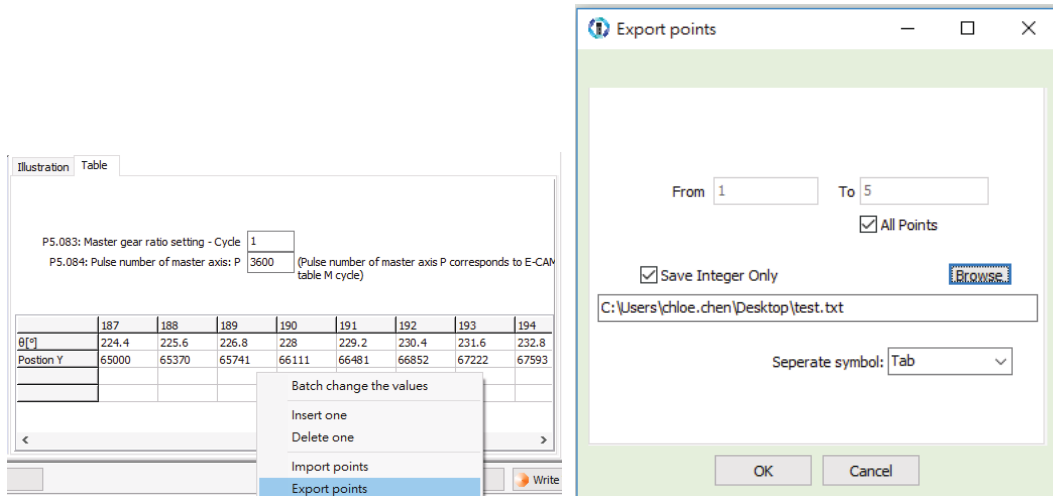 Illustration Table
P5.083: Master gear ratio setting - Cycle 1
P5.084: Pulse number of master axis: P 3600 (Pulse number of master axis P corresponds to E-CAM
table M cycle)
187 188 189 190 191 192 193 194
θ[°] 224.4 225.6 226.8 228 229.2 230.4 231.6 232.8
Postion Y 65000 65370 65741 66111 66481 66852 67222 67593
Batch change the values
Insert one
Delete one
Import points
Export points
Write
Export points
From 1 To 5
All Points
Save Integer Only Browse
C:\Users\chloe.chen\Desktop\test.txt
Seperate symbol: Tab
OK Cancel